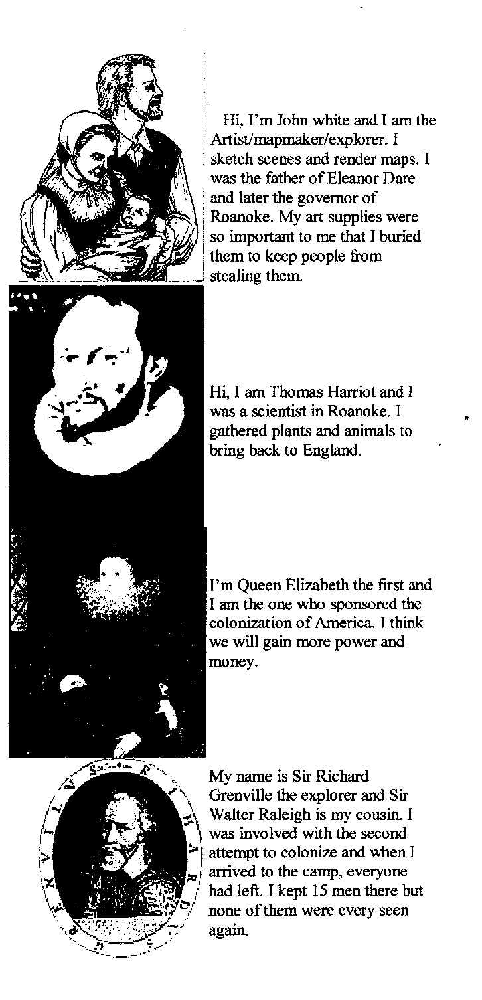 Hi, I'm John white and I am the
Artist/mapmaker/explorer. I
sketch scenes and render maps. I
was the father of Eleanor Dare
and later the governor of
Roanoke. My art supplies were
so important to me that I buried
them to keep people from
stealing them.
Hi, I am Thomas Harriot and I
was a scientist in Roanoke. I
gathered plants and animals to
bring back to England.
I'm Queen Elizabeth the first and
I am the one who sponsored the
colonization of America. I think
we will gain more power and
money.
My name is Sir Richard
Grenville the explorer and Sir
Walter Raleigh is my cousin. I
was involved with the second
attempt to colonize and when I
arrived to the camp, everyone
had left. I kept 15 men there but
none of them were every seen
again.